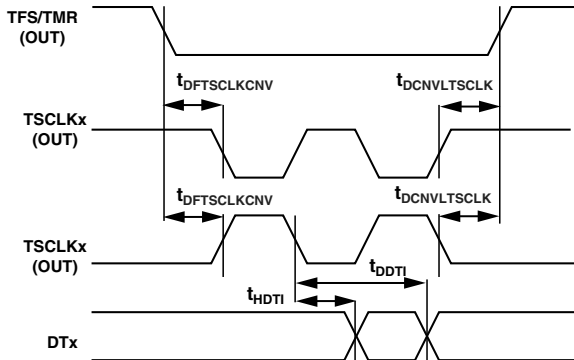 TFS/TMR
(OUT)
tDFTSCLKCNV
tDCNVLTSCLK
TSCLKx
(OUT)
tDFTSCLKCNV
tDCNVLTSCLK
TSCLKx
(OUT)
tDDTI
tHDTI
DTx